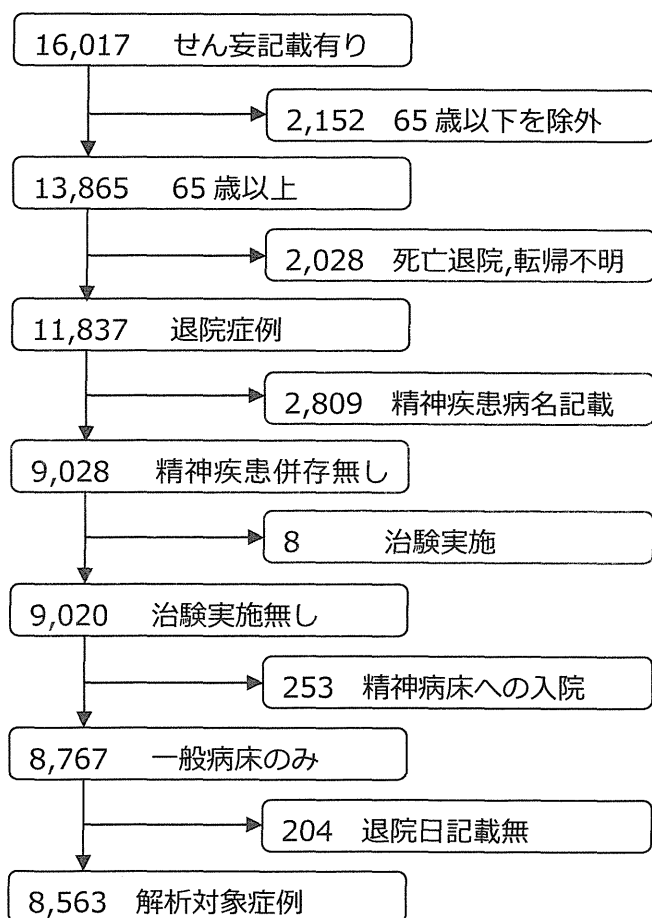 16,017 せん妄記載有り
2,152 65歳以下を除外
13,865 65歳以上
2,028 死亡退院,転帰不明
11,837 退院症例
2,809 精神疾患病名記載
9,028 精神疾患併存無し
8 治験実施
9,020 治験実施無し
253 精神病床への入院
8,767 一般病床のみ
204 退院日記載無
8,563 解析対象症例